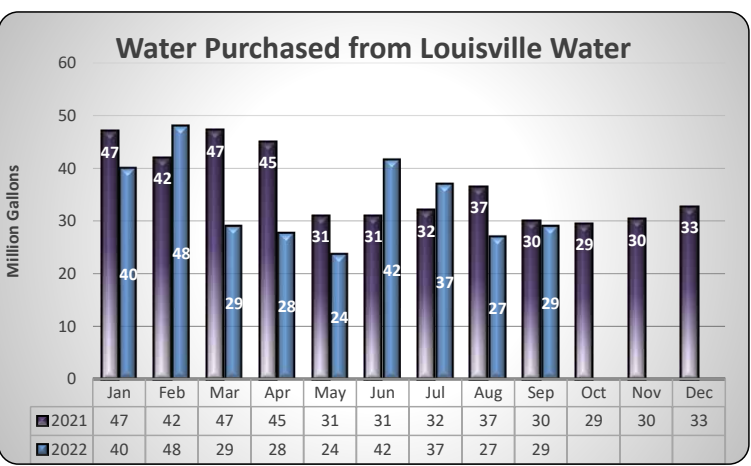 Water Purchased from Louisville Water
Million Gallons
60
50
40
30
20
10
0
47 42 47 45 31 31 32 37 30 29 30 33
40 48 29 28 24 42 37 27 29
Jan Feb Mar Apr May Jun Jul Aug Sep Oct Nov Dec
2021 47 42 47 45 31 31 32 37 30 29 30 33
2022 40 48 29 28 24 42 37 27 29